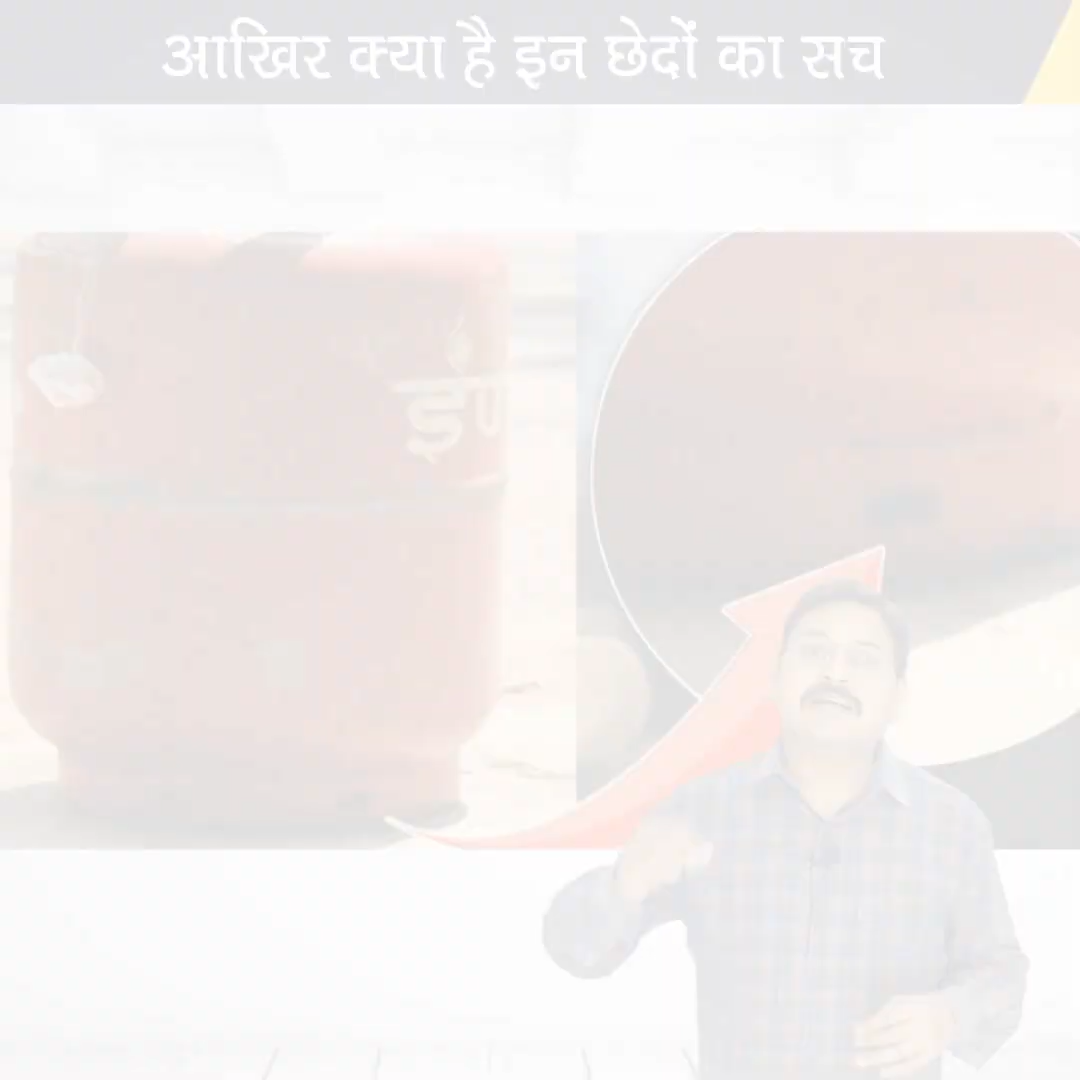 आखिर क्या है इन छेदों का सच